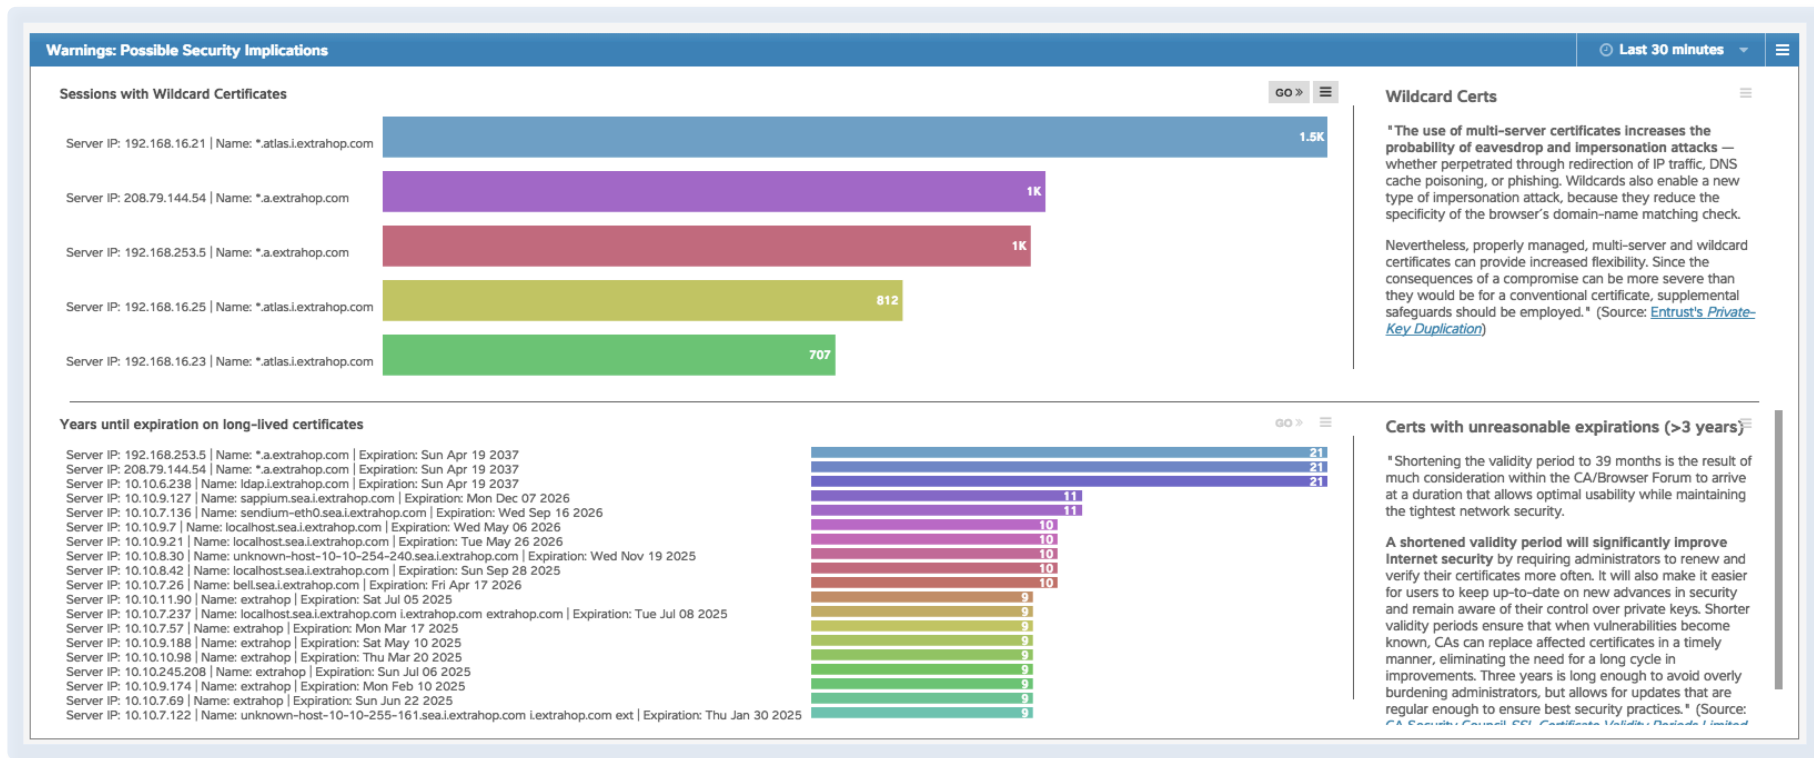 Warnings: Possible Security Implications
Last 30 minutes
Sessions with Wildcard Certificates
GO »
Server IP: 192.168.16.21 | Name: *.atlas.i.extrahop.com
1.5K
Server IP: 208.79.144.54 | Name: *.a.extrahop.com
1K
Server IP: 192.168.253.5 | Name: *.a.extrahop.com
1K
Server IP: 192.168.16.25 | Name: *.atlas.i.extrahop.com
812
Server IP: 192.168.16.23 | Name: *.atlas.i.extrahop.com
707
Wildcard Certs
"The use of multi-server certificates increases the
probability of eavesdrop and impersonation attacks —
whether perpetrated through redirection of IP traffic, DNS
cache poisoning, or phishing. Wildcards also enable a new
type of impersonation attack, because they reduce the
specificity of the browser's domain-name matching check.
Nevertheless, properly managed, multi-server and wildcard
certificates can provide increased flexibility. Since the
consequences of a compromise can be more severe than
they would be for a conventional certificate, supplemental
safeguards should be employed." (Source: Entrust's Private-
Key Duplication)
Years until expiration on long-lived certificates
GO »
Server IP: 192.168.253.5 | Name: *.a.extrahop.com | Expiration: Sun Apr 19 2037
21
Server IP: 208.79.144.54 | Name: *.a.extrahop.com | Expiration: Sun Apr 19 2037
21
Server IP: 10.10.6.238 | Name: ldap.i.extrahop.com | Expiration: Sun Apr 19 2037
21
Server IP: 10.10.9.127 | Name: sappium.sea.i.extrahop.com | Expiration: Mon Dec 07 2026
11
Server IP: 10.10.7.136 | Name: sendium-eth0.sea.i.extrahop.com | Expiration: Wed Sep 16 2026
11
Server IP: 10.10.9.7 | Name: localhost.sea.i.extrahop.com | Expiration: Wed May 06 2026
10
Server IP: 10.10.9.21 | Name: localhost.sea.i.extrahop.com | Expiration: Tue May 26 2026
10
Server IP: 10.10.8.30 | Name: unknown-host-10-10-254-240.sea.i.extrahop.com | Expiration: Wed Nov 19 2025
10
Server IP: 10.10.8.42 | Name: localhost.sea.i.extrahop.com | Expiration: Sun Sep 28 2025
10
Server IP: 10.10.7.26 | Name: bell.sea.i.extrahop.com | Expiration: Fri Apr 17 2026
10
Server IP: 10.10.11.90 | Name: extrahop | Expiration: Sat Jul 05 2025
9
Server IP: 10.10.7.237 | Name: localhost.sea.i.extrahop.com i.extrahop.com extrahop.com | Expiration: Tue Jul 08 2025
9
Server IP: 10.10.7.57 | Name: extrahop | Expiration: Mon Mar 17 2025
9
Server IP: 10.10.9.188 | Name: extrahop | Expiration: Sat May 10 2025
9
Server IP: 10.10.10.98 | Name: extrahop | Expiration: Thu Mar 20 2025
9
Server IP: 10.10.245.208 | Name: extrahop | Expiration: Sun Jul 06 2025
9
Server IP: 10.10.9.174 | Name: extrahop | Expiration: Mon Feb 10 2025
9
Server IP: 10.10.7.69 | Name: extrahop | Expiration: Sun Jun 22 2025
9
Server IP: 10.10.7.122 | Name: unknown-host-10-10-255-161.sea.i.extrahop.com i.extrahop.com ext | Expiration: Thu Jan 30 2025
9
Certs with unreasonable expirations (>3 years)
"Shortening the validity period to 39 months is the result of
much consideration within the CA/Browser Forum to arrive
at a duration that allows optimal usability while maintaining
the tightest network security.
A shortened validity period will significantly improve
Internet security by requiring administrators to renew and
verify their certificates more often. It will also make it easier
for users to keep up-to-date on new advances in security
and remain aware of their control over private keys. Shorter
validity periods ensure that when vulnerabilities become
known, CAs can replace affected certificates in a timely
manner, eliminating the need for a long cycle in
improvements. Three years is long enough to avoid overly
burdening administrators, but allows for updates that are
regular enough to ensure best security practices." (Source:
CA Security Council SSL Certificate Validity Periods Limited